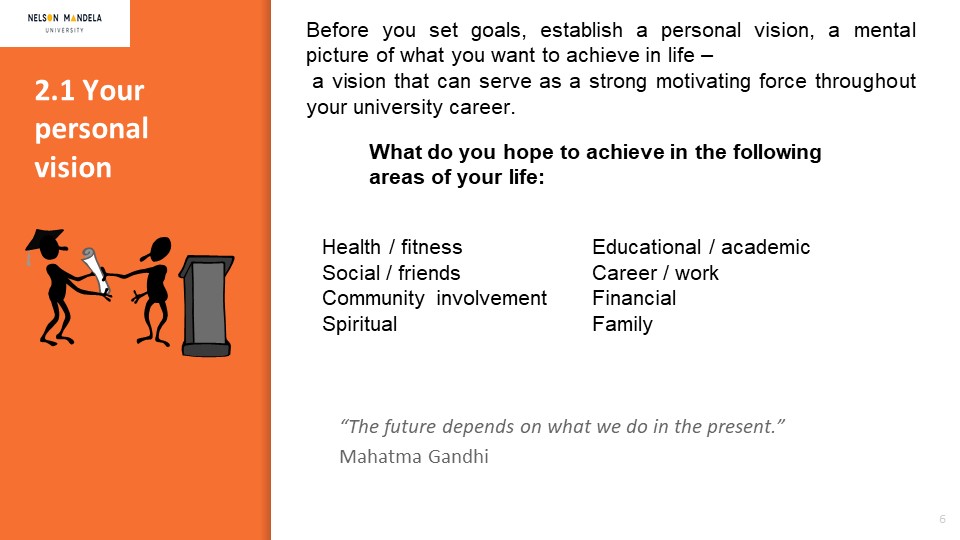 NELSON MANDELA
UNIVERSITY
2.1 Your
personal
vision
Before you set goals, establish a personal vision, a mental
picture of what you want to achieve in life –
a vision that can serve as a strong motivating force throughout
your university career.
What do you hope to achieve in the following
areas of your life:
Health / fitness
Social / friends
Community involvement
Spiritual
Educational / academic
Career / work
Financial
Family
“The future depends on what we do in the present.”
Mahatma Gandhi
6